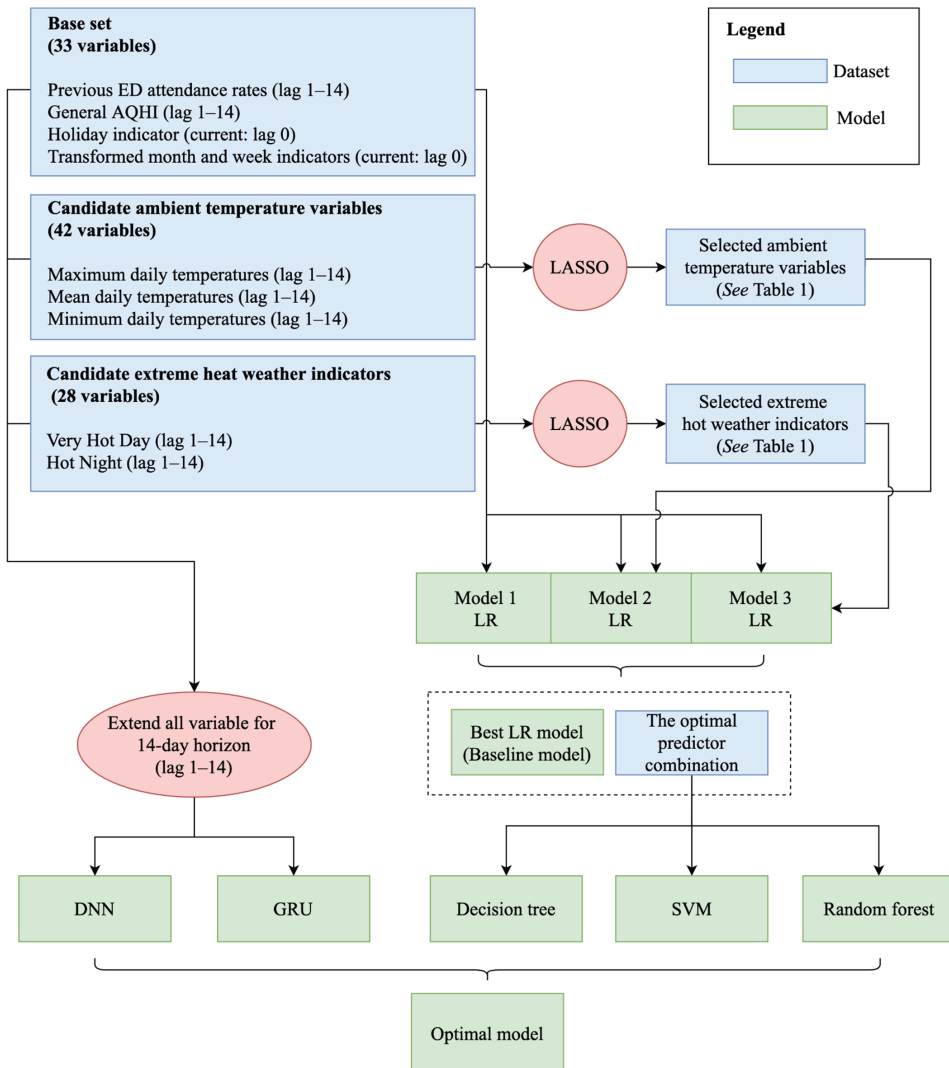 Base set
(33 variables)
Previous ED attendance rates (lag 1–14)
General AQHI (lag 1–14)
Holiday indicator (current: lag 0)
Transformed month and week indicators (current: lag 0)
Legend
Dataset
Model
Candidate ambient temperature variables
(42 variables)
Maximum daily temperatures (lag 1–14)
Mean daily temperatures (lag 1–14)
Minimum daily temperatures (lag 1–14)
LASSO
Selected ambient
temperature variables
(See Table 1)
Candidate extreme heat weather indicators
(28 variables)
Very Hot Day (lag 1–14)
Hot Night (lag 1–14)
LASSO
Selected extreme
hot weather indicators
(See Table 1)
Model 1
LR
Model 2
LR
Model 3
LR
Extend all variable for
14-day horizon
(lag 1–14)
Best LR model
(Baseline model)
The optimal
predictor
combination
DNN
GRU
Decision tree
SVM
Random forest
Optimal model